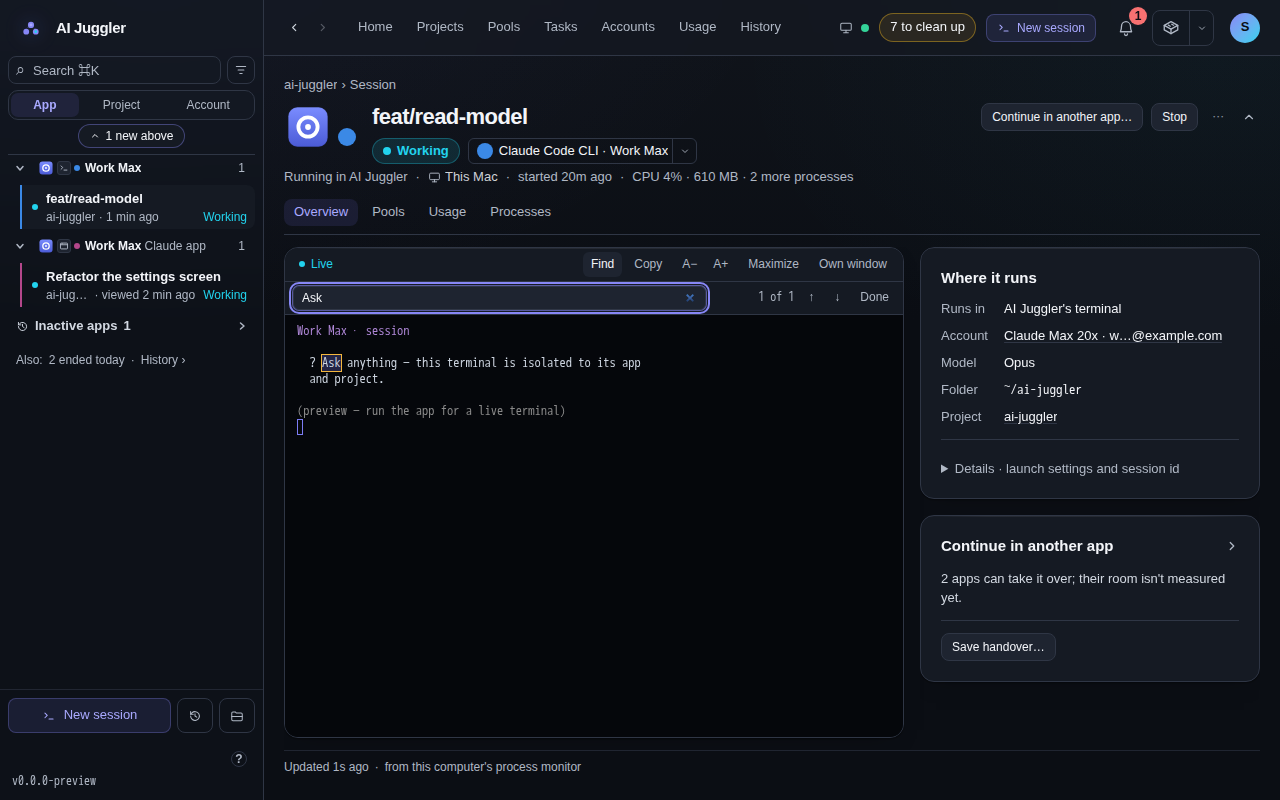 AI Juggler
Search ⌘K
App Project Account
1 new above
Work Max 1
feat/read-model
ai-juggler · 1 min ago Working
Work Max Claude app 1
Refactor the settings screen
ai-jug… · viewed 2 min ago Working
Inactive apps 1
Also: 2 ended today · History ›
New session
?
v0.0.0-preview
Home Projects Pools Tasks Accounts Usage History
7 to clean up
New session
1
S
ai-juggler › Session
feat/read-model
Working
Claude Code CLI · Work Max
Continue in another app…
Stop
···
Running in AI Juggler · This Mac · started 20m ago · CPU 4% · 610 MB · 2 more processes
Overview Pools Usage Processes
Live
Find Copy A− A+ Maximize Own window
Ask
1 of 1 ↑ ↓ Done
Work Max · session
? Ask anything — this terminal is isolated to its app
and project.
(preview — run the app for a live terminal)
Where it runs
Runs in AI Juggler's terminal
Account Claude Max 20x · w…@example.com
Model Opus
Folder ~/ai-juggler
Project ai-juggler
Details · launch settings and session id
Continue in another app
2 apps can take it over; their room isn't measured
yet.
Save handover…
Updated 1s ago · from this computer's process monitor